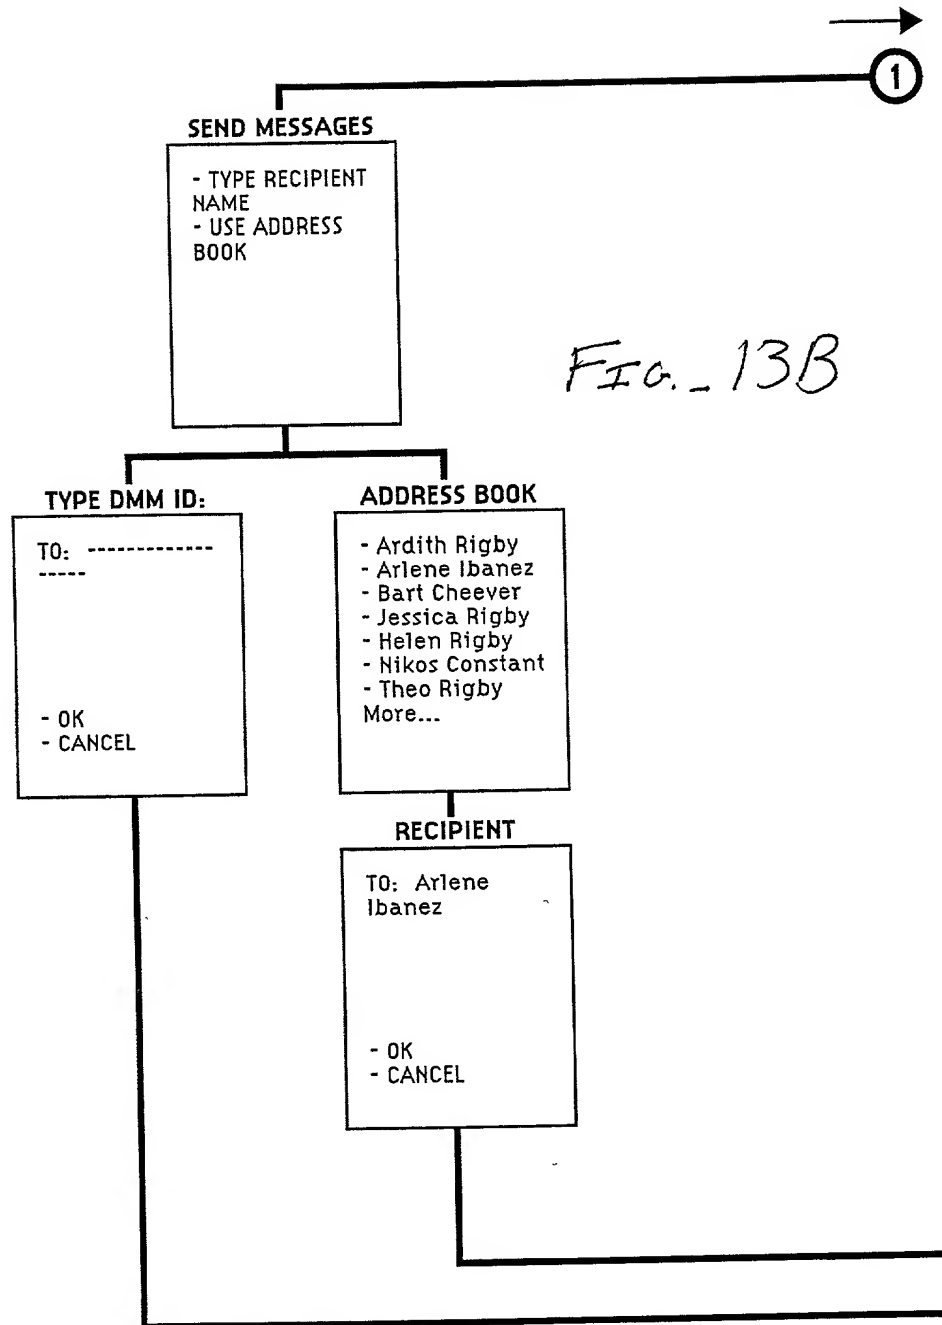 1
SEND MESSAGES
- TYPE RECIPIENT
NAME
- USE ADDRESS
BOOK
FIG._13B
TYPE DMM ID:
TO: -------------
-----
- OK
- CANCEL
ADDRESS BOOK
- Ardith Rigby
- Arlene Ibanez
- Bart Cheever
- Jessica Rigby
- Helen Rigby
- Nikos Constant
- Theo Rigby
More...
RECIPIENT
TO: Arlene
Ibanez
- OK
- CANCEL